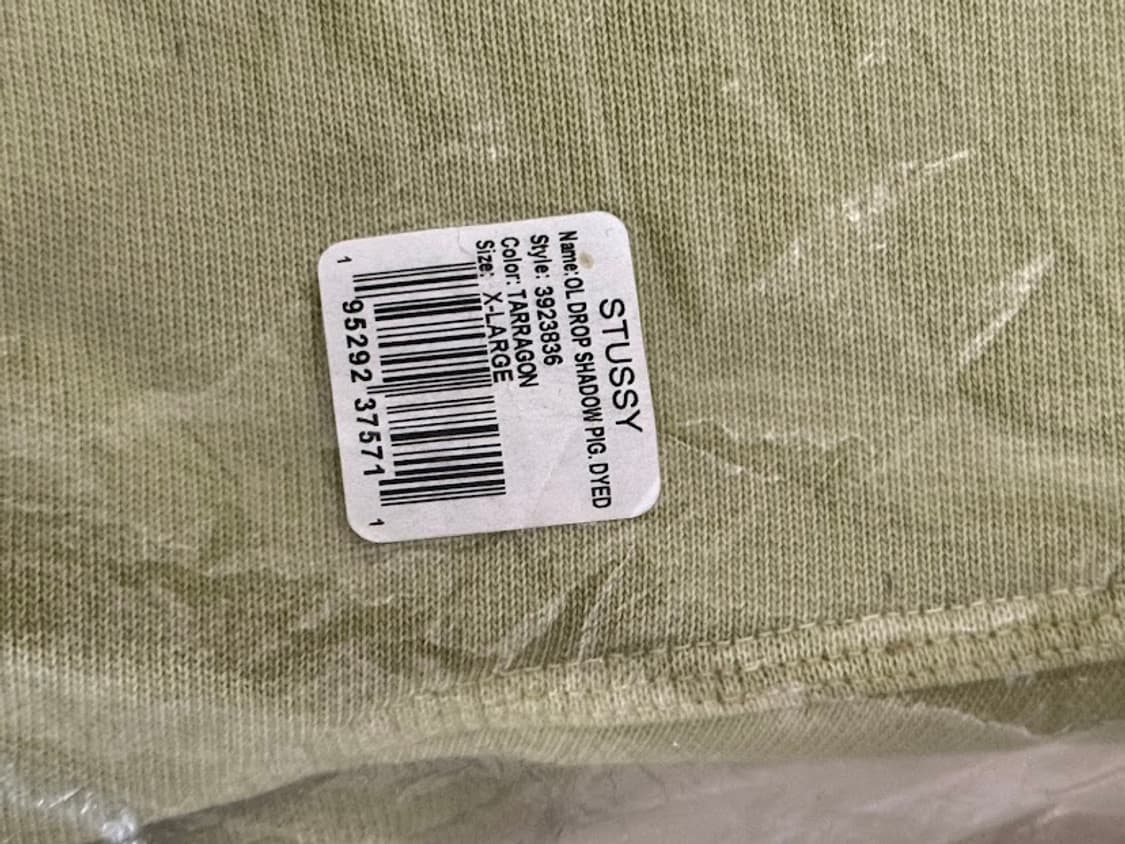 STUSSY
Name:OL DROP SHADOW PIG. DYED
Style: 3923836
Color: TARRAGON
Size: X-LARGE
1 95292 37571 1